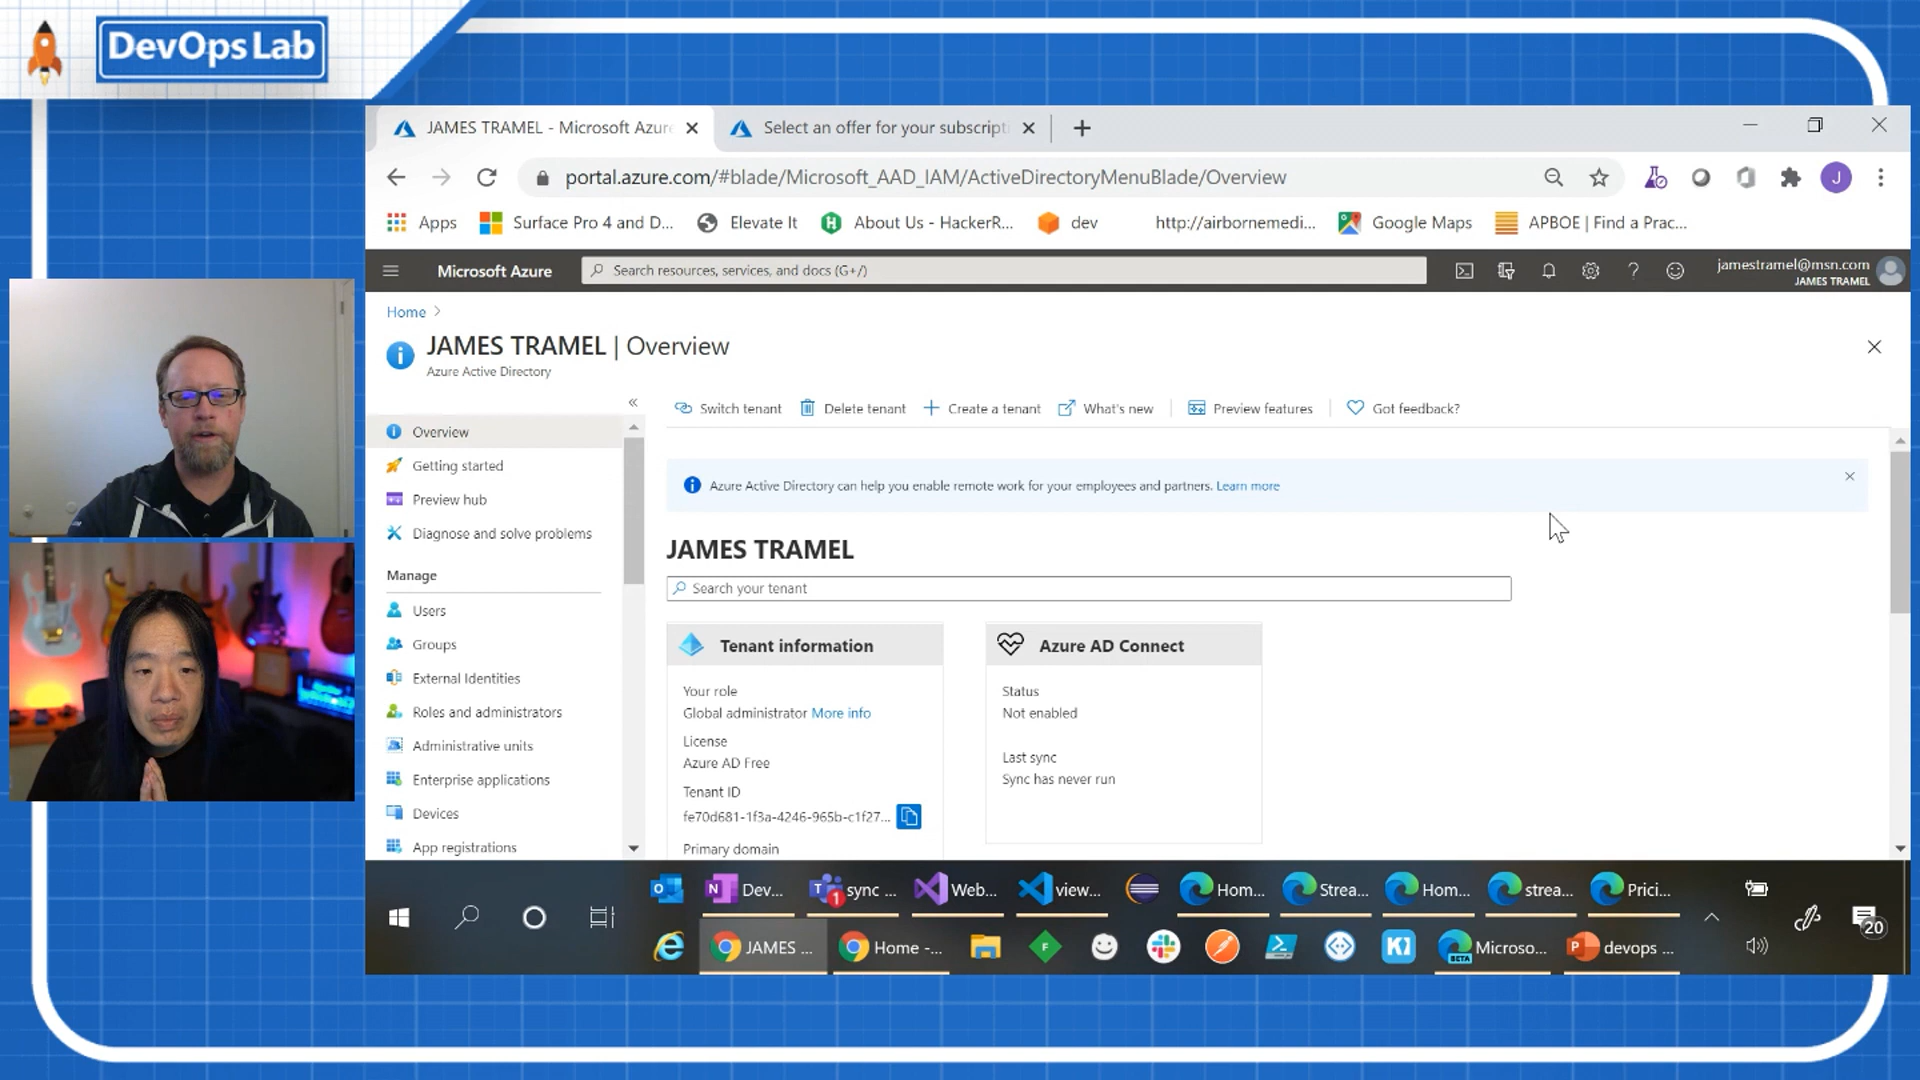 DevOps Lab
JAMES TRAMEL - Microsoft Azure
Select an offer for your subscripti
portal.azure.com/#blade/Microsoft_AAD_IAM/ActiveDirectoryMenuBlade/Overview
J
Apps
Surface Pro 4 and D...
Elevate It
About Us - HackerR...
dev
http://airbornemedi...
Google Maps
APBOE | Find a Prac...
Microsoft Azure
Search resources, services, and docs (G+/)
jamestramel@msn.com
JAMES TRAMEL
Home
JAMES TRAMEL | Overview
Azure Active Directory
Switch tenant
Delete tenant
Create a tenant
What's new
Preview features
Got feedback?
Overview
Getting started
Preview hub
Diagnose and solve problems
Manage
Users
Groups
External Identities
Roles and administrators
Administrative units
Enterprise applications
Devices
App registrations
Azure Active Directory can help you enable remote work for your employees and partners. Learn more
JAMES TRAMEL
Search your tenant
Tenant information
Your role
Global administrator More info
License
Azure AD Free
Tenant ID
fe70d681-1f3a-4246-965b-c1f27...
Primary domain
Azure AD Connect
Status
Not enabled
Last sync
Sync has never run
Dev...
sync ...
1
Web...
view...
Hom...
Strea...
Hom...
strea...
Prici...
JAMES ...
Home -...
Microso...
BETA
devops ...
20